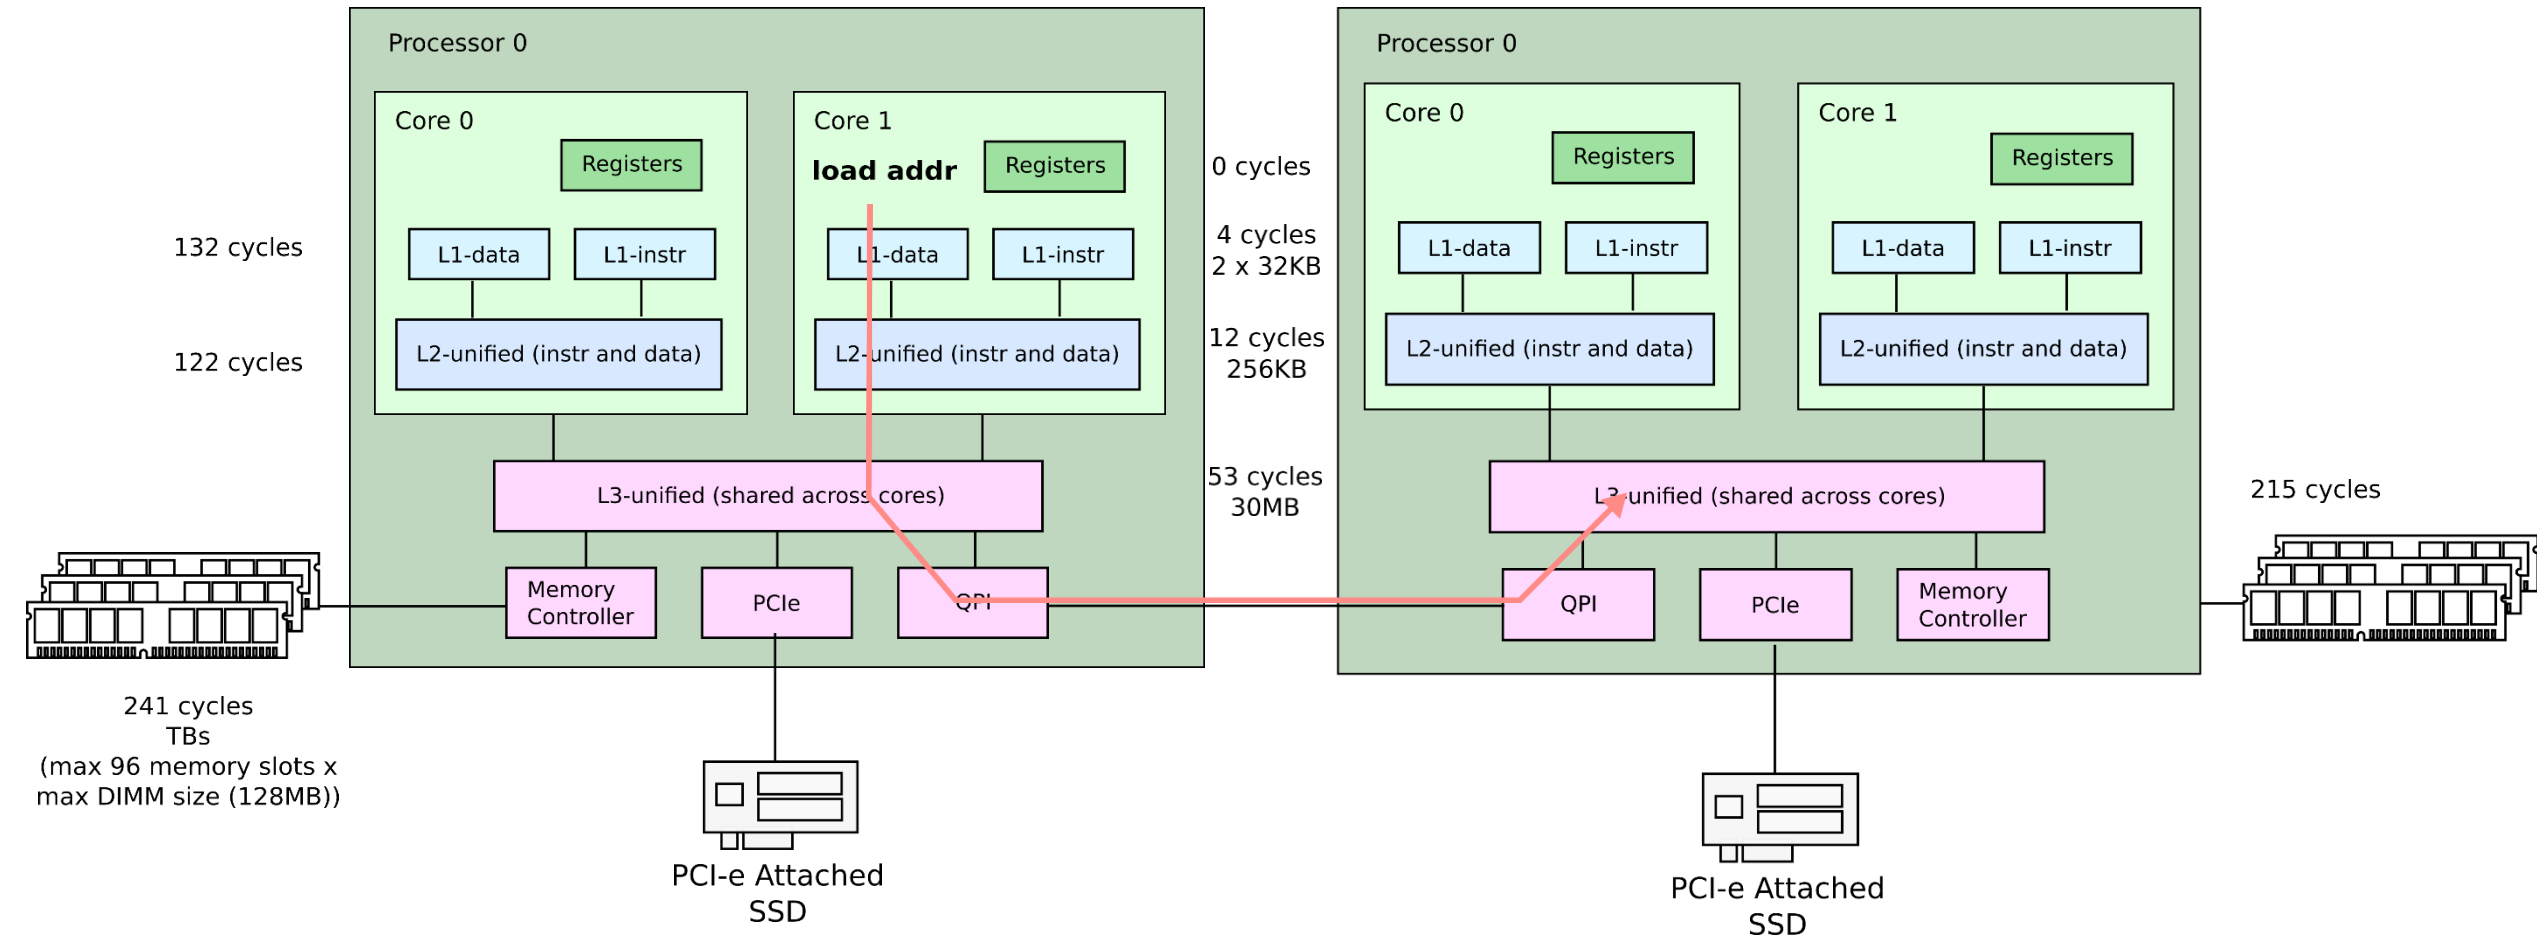 Processor 0
Core 0
Registers
L1-data
L1-instr
L2-unified (instr and data)
Core 1
load addr
Registers
L1-data
L1-instr
L2-unified (instr and data)
L3-unified (shared across cores)
Memory
Controller
PCIe
QPI
132 cycles
122 cycles
241 cycles
TBs
(max 96 memory slots x
max DIMM size (128MB))
PCI-e Attached
SSD
0 cycles
4 cycles
2 x 32KB
12 cycles
256KB
53 cycles
30MB
Processor 0
Core 0
Registers
L1-data
L1-instr
L2-unified (instr and data)
Core 1
Registers
L1-data
L1-instr
L2-unified (instr and data)
L3-unified (shared across cores)
QPI
PCIe
Memory
Controller
215 cycles
PCI-e Attached
SSD